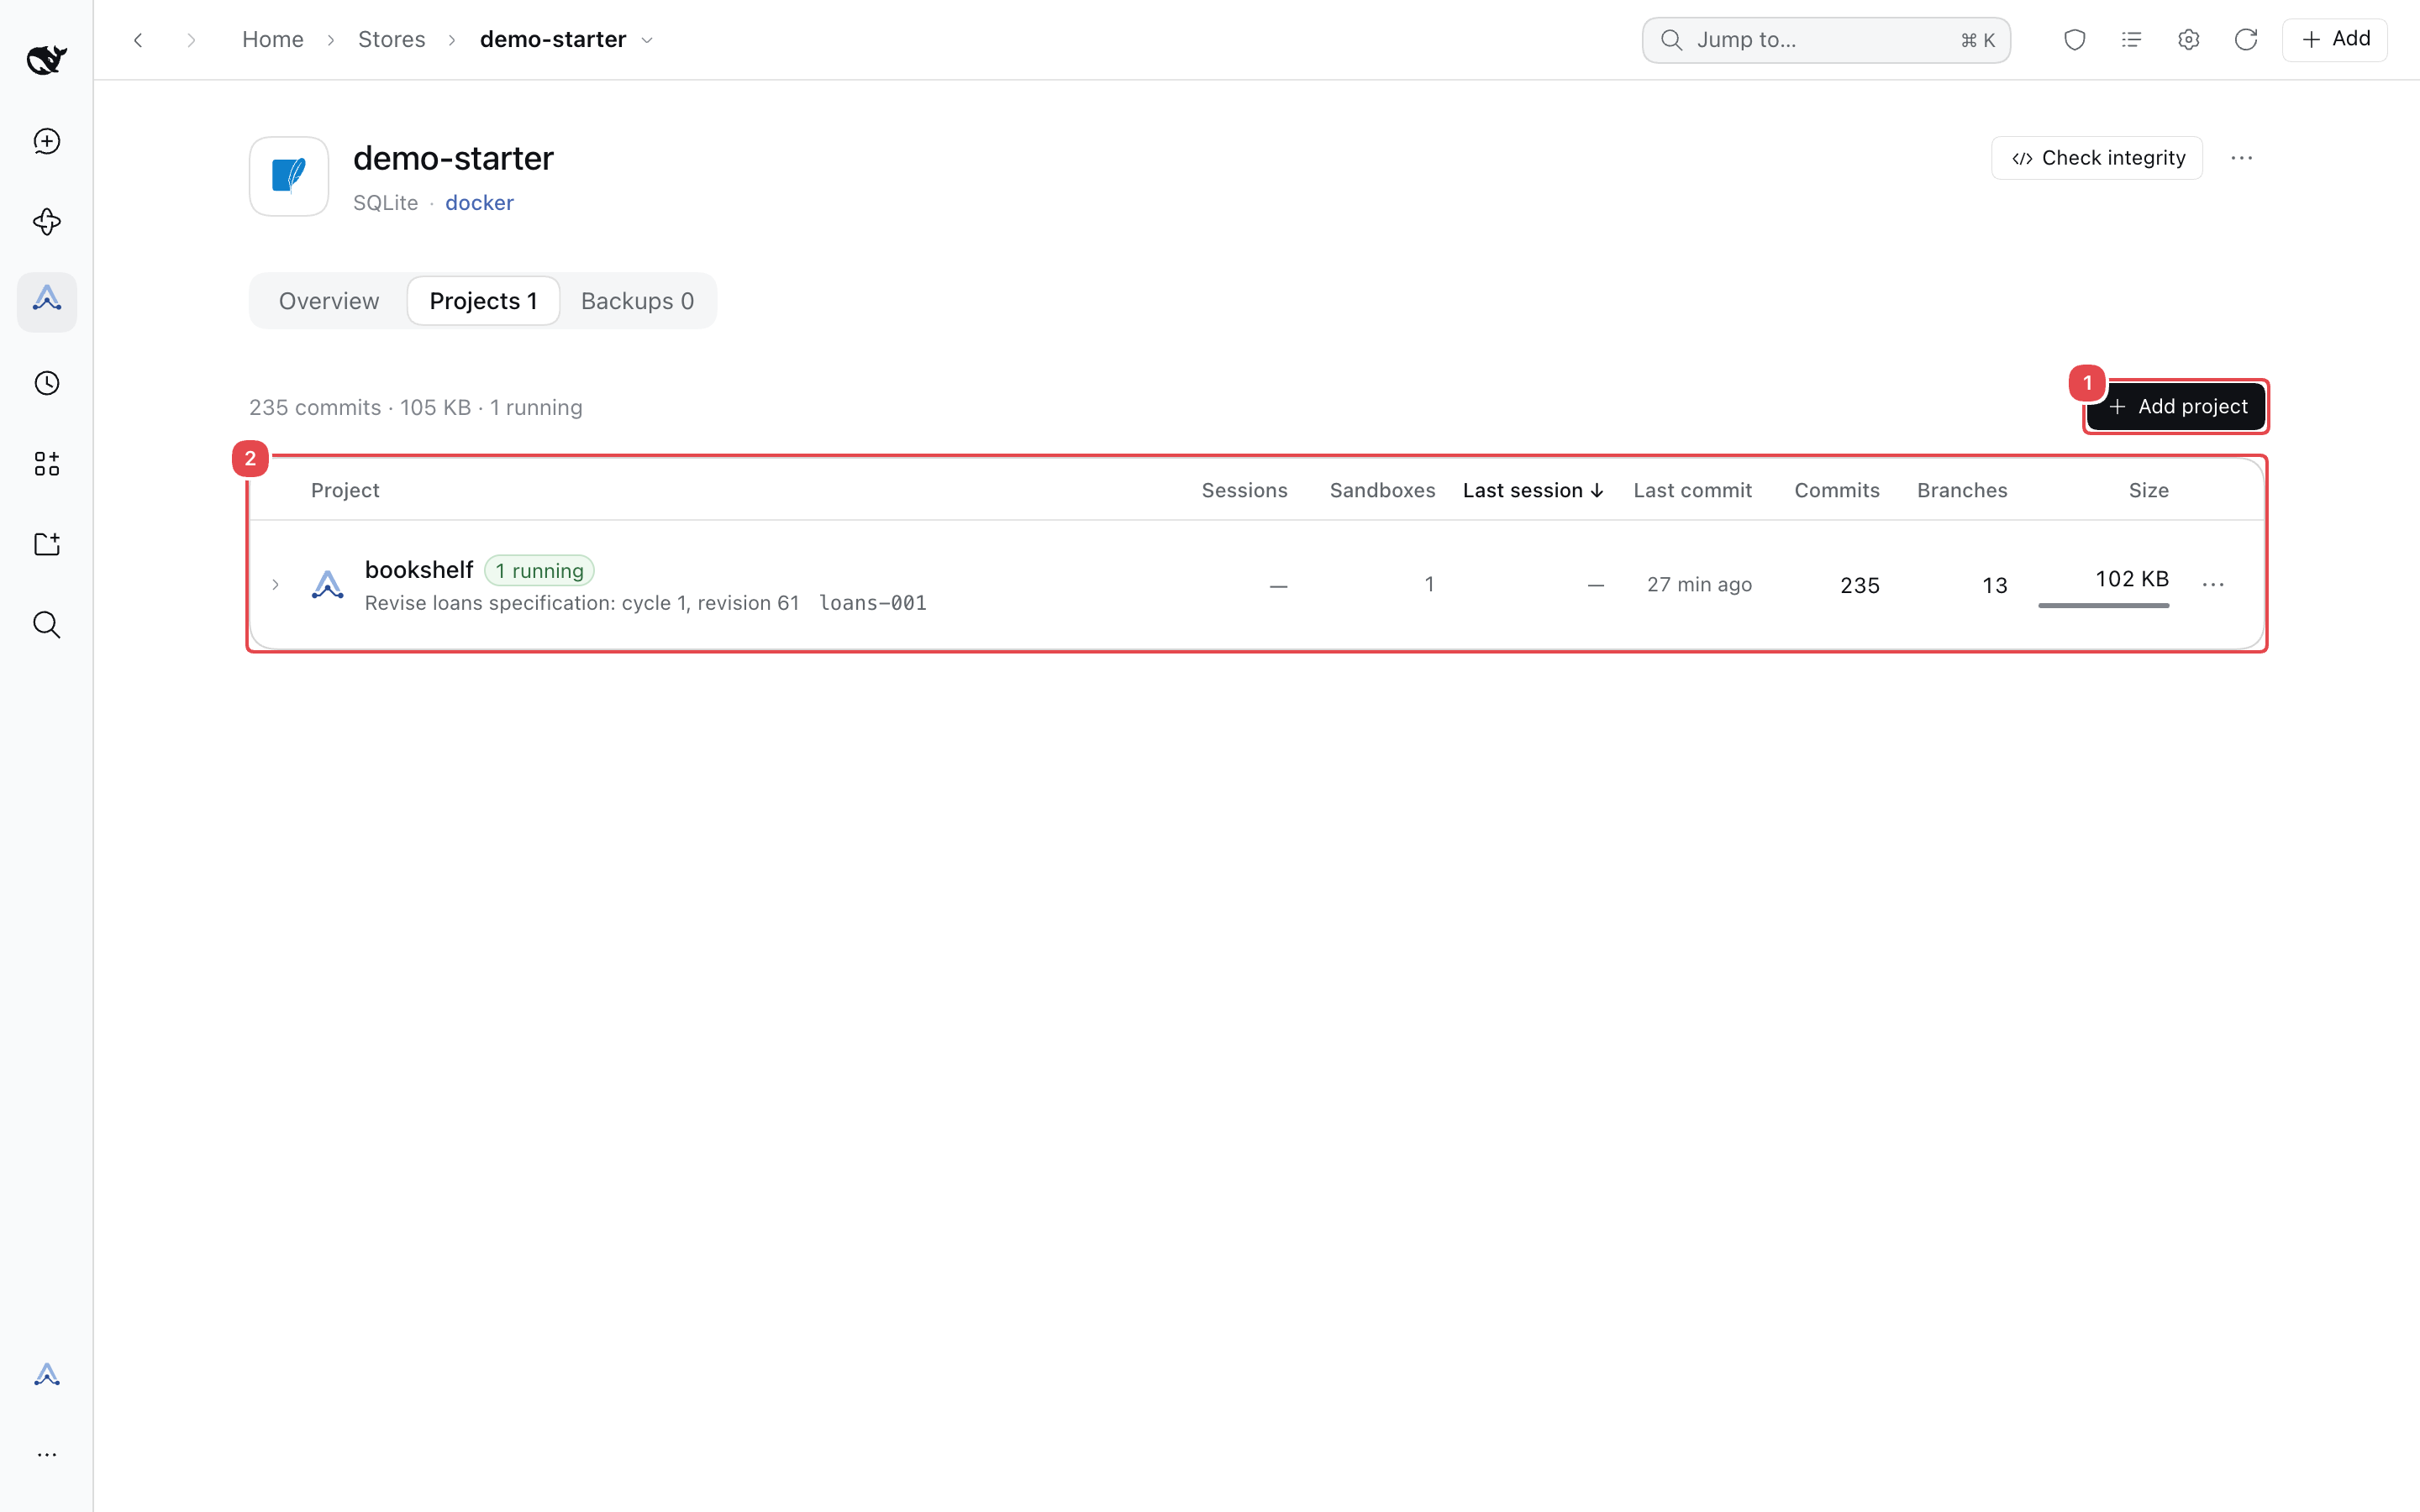 Home > Stores > demo-starter
Jump to... ⌘ K
+ Add
demo-starter
SQLite · docker
</> Check integrity
Overview Projects 1 Backups 0
235 commits · 105 KB · 1 running
1
+ Add project
2
Project Sessions Sandboxes Last session ↓ Last commit Commits Branches Size
bookshelf 1 running
Revise loans specification: cycle 1, revision 61 loans-001
— 1 — 27 min ago 235 13 102 KB